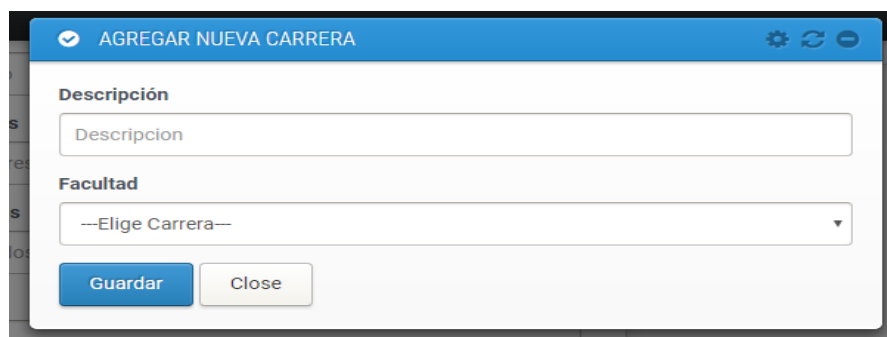 AGREGAR NUEVA CARRERA
Descripción
Descripcion
Facultad
---Elige Carrera---
Guardar Close